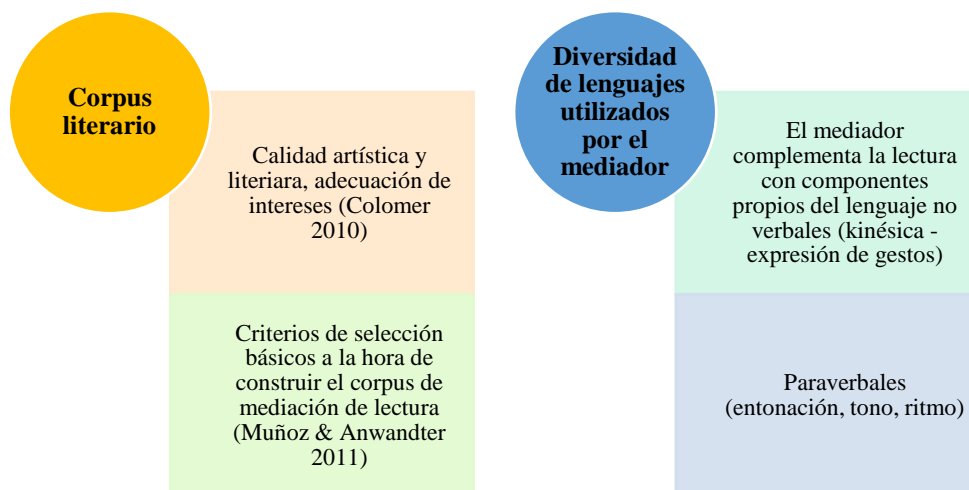 Corpus
literario
Calidad artística y
literiara, adecuación de
intereses (Colomer
2010)
Criterios de selección
básicos a la hora de
construir el corpus de
mediación de lectura
(Muñoz & Anwandter
2011)
Diversidad
de lenguajes
utilizados
por el
mediador
El mediador
complementa la lectura
con componentes
propios del lenguaje no
verbales (kinésica -
expresión de gestos)
Paraverbales
(entonación, tono, ritmo)